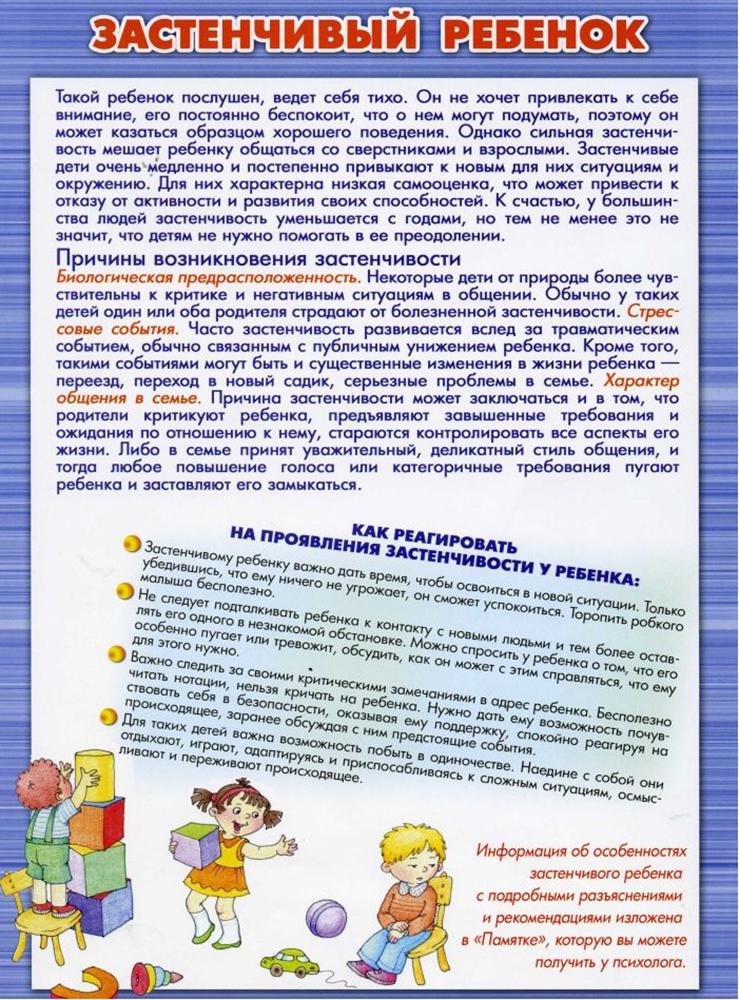 ЗАСТЕНЧИВЫЙ РЕБЕНОК
Такой ребенок послушен, ведет себя тихо. Он не хочет привлекать к себе
внимание, его постоянно беспокоит, что о нем могут подумать, поэтому он
может казаться образцом хорошего поведения. Однако сильная застенчи-
вость мешает ребенку общаться со сверстниками и взрослыми. Застенчивые
дети очень медленно и постепенно привыкают к новым для них ситуациям и
окружению. Для них характерна низкая самооценка, что может привести к
отказу от активности и развития своих способностей. К счастью, у большин-
ства людей застенчивость уменьшается с годами, но тем не менее это не
значит, что детям не нужно помогать в ее преодолении.
Причины возникновения застенчивости
Биологическая предрасположенность. Некоторые дети от природы более чув-
ствительны к критике и негативным ситуациям в общении. Обычно у таких
детей один или оба родителя страдают от болезненной застенчивости. Стрес-
совые события. Часто застенчивость развивается вслед за травматическим
событием, обычно связанным с публичным унижением ребенка. Кроме того,
такими событиями могут быть и существенные изменения в жизни ребенка —
переезд, переход в новый садик, серьезные проблемы в семье. Характер
общения в семье. Причина застенчивости может заключаться и в том, что
родители критикуют ребенка, предъявляют завышенные требования и
ожидания по отношению к нему, стараются контролировать все аспекты его
жизни. Либо в семье принят уважительный, деликатный стиль общения, и
тогда любое повышение голоса или категоричные требования пугают
ребенка и заставляют его замыкаться.
КАК РЕАГИРОВАТЬ
НА ПРОЯВЛЕНИЯ ЗАСТЕНЧИВОСТИ У РЕБЕНКА:
Застенчивому ребенку важно дать время, чтобы освоиться в новой ситуации. Только
убедившись, что ему ничего не угрожает, он сможет успокоиться. Торопить робкого
малыша бесполезно.
Не следует подталкивать ребенка к контакту с новыми людьми и тем более остав-
лять его одного в незнакомой обстановке. Можно спросить у ребенка о том, что его
особенно пугает или тревожит, обсудить, как он может с этим справляться, что ему
для этого нужно.
Важно следить за своими критическими замечаниями в адрес ребенка. Бесполезно
читать нотации, нельзя кричать на ребенка. Нужно дать ему возможность почув-
ствовать себя в безопасности, оказывая ему поддержку, спокойно реагируя на
происходящее, заранее обсуждая с ним предстоящие события.
Для таких детей важна возможность побыть в одиночестве. Наедине с собой они
отдыхают, играют, адаптируясь и приспосабливаясь к сложным ситуациям, осмыс-
ливают и переживают происходящее.
Информация об особенностях
застенчивого ребенка
с подробными разъяснениями
и рекомендациями изложена
в «Памятке», которую вы можете
получить у психолога.